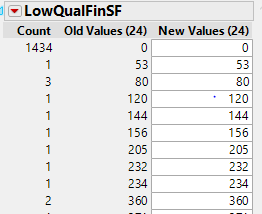 LowQualFinSF
Count Old Values (24) New Values (24)
1434 0 0
1 53 53
3 80 80
1 120 120
1 144 144
1 156 156
1 205 205
1 232 232
1 234 234
2 360 360